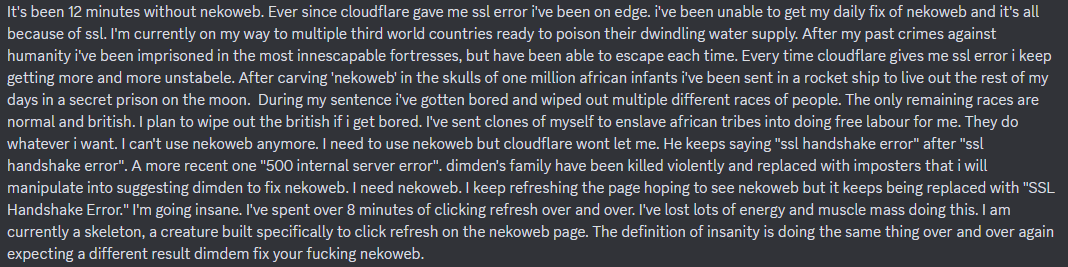 It's been 12 minutes without nekoweb. Ever since cloudflare gave me ssl error i've been on edge. i've been unable to get my daily fix of nekoweb and it's all
because of ssl. I'm currently on my way to multiple third world countries ready to poison their dwindling water supply. After my past crimes against
humanity i've been imprisoned in the most innescapable fortresses, but have been able to escape each time. Every time cloudflare gives me ssl error i keep
getting more and more unstabele. After carving 'nekoweb' in the skulls of one million african infants i've been sent in a rocket ship to live out the rest of my
days in a secret prison on the moon.  During my sentence i've gotten bored and wiped out multiple different races of people. The only remaining races are
normal and british. I plan to wipe out the british if i get bored. I've sent clones of myself to enslave african tribes into doing free labour for me. They do
whatever i want. I can't use nekoweb anymore. I need to use nekoweb but cloudflare wont let me. He keeps saying "ssl handshake error" after "ssl
handshake error". A more recent one "500 internal server error". dimden's family have been killed violently and replaced with imposters that i will
manipulate into suggesting dimden to fix nekoweb. I need nekoweb. I keep refreshing the page hoping to see nekoweb but it keeps being replaced with "SSL
Handshake Error." I'm going insane. I've spent over 8 minutes of clicking refresh over and over. I've lost lots of energy and muscle mass doing this. I am
currently a skeleton, a creature built specifically to click refresh on the nekoweb page. The definition of insanity is doing the same thing over and over again
expecting a different result dimdem fix your fucking nekoweb.